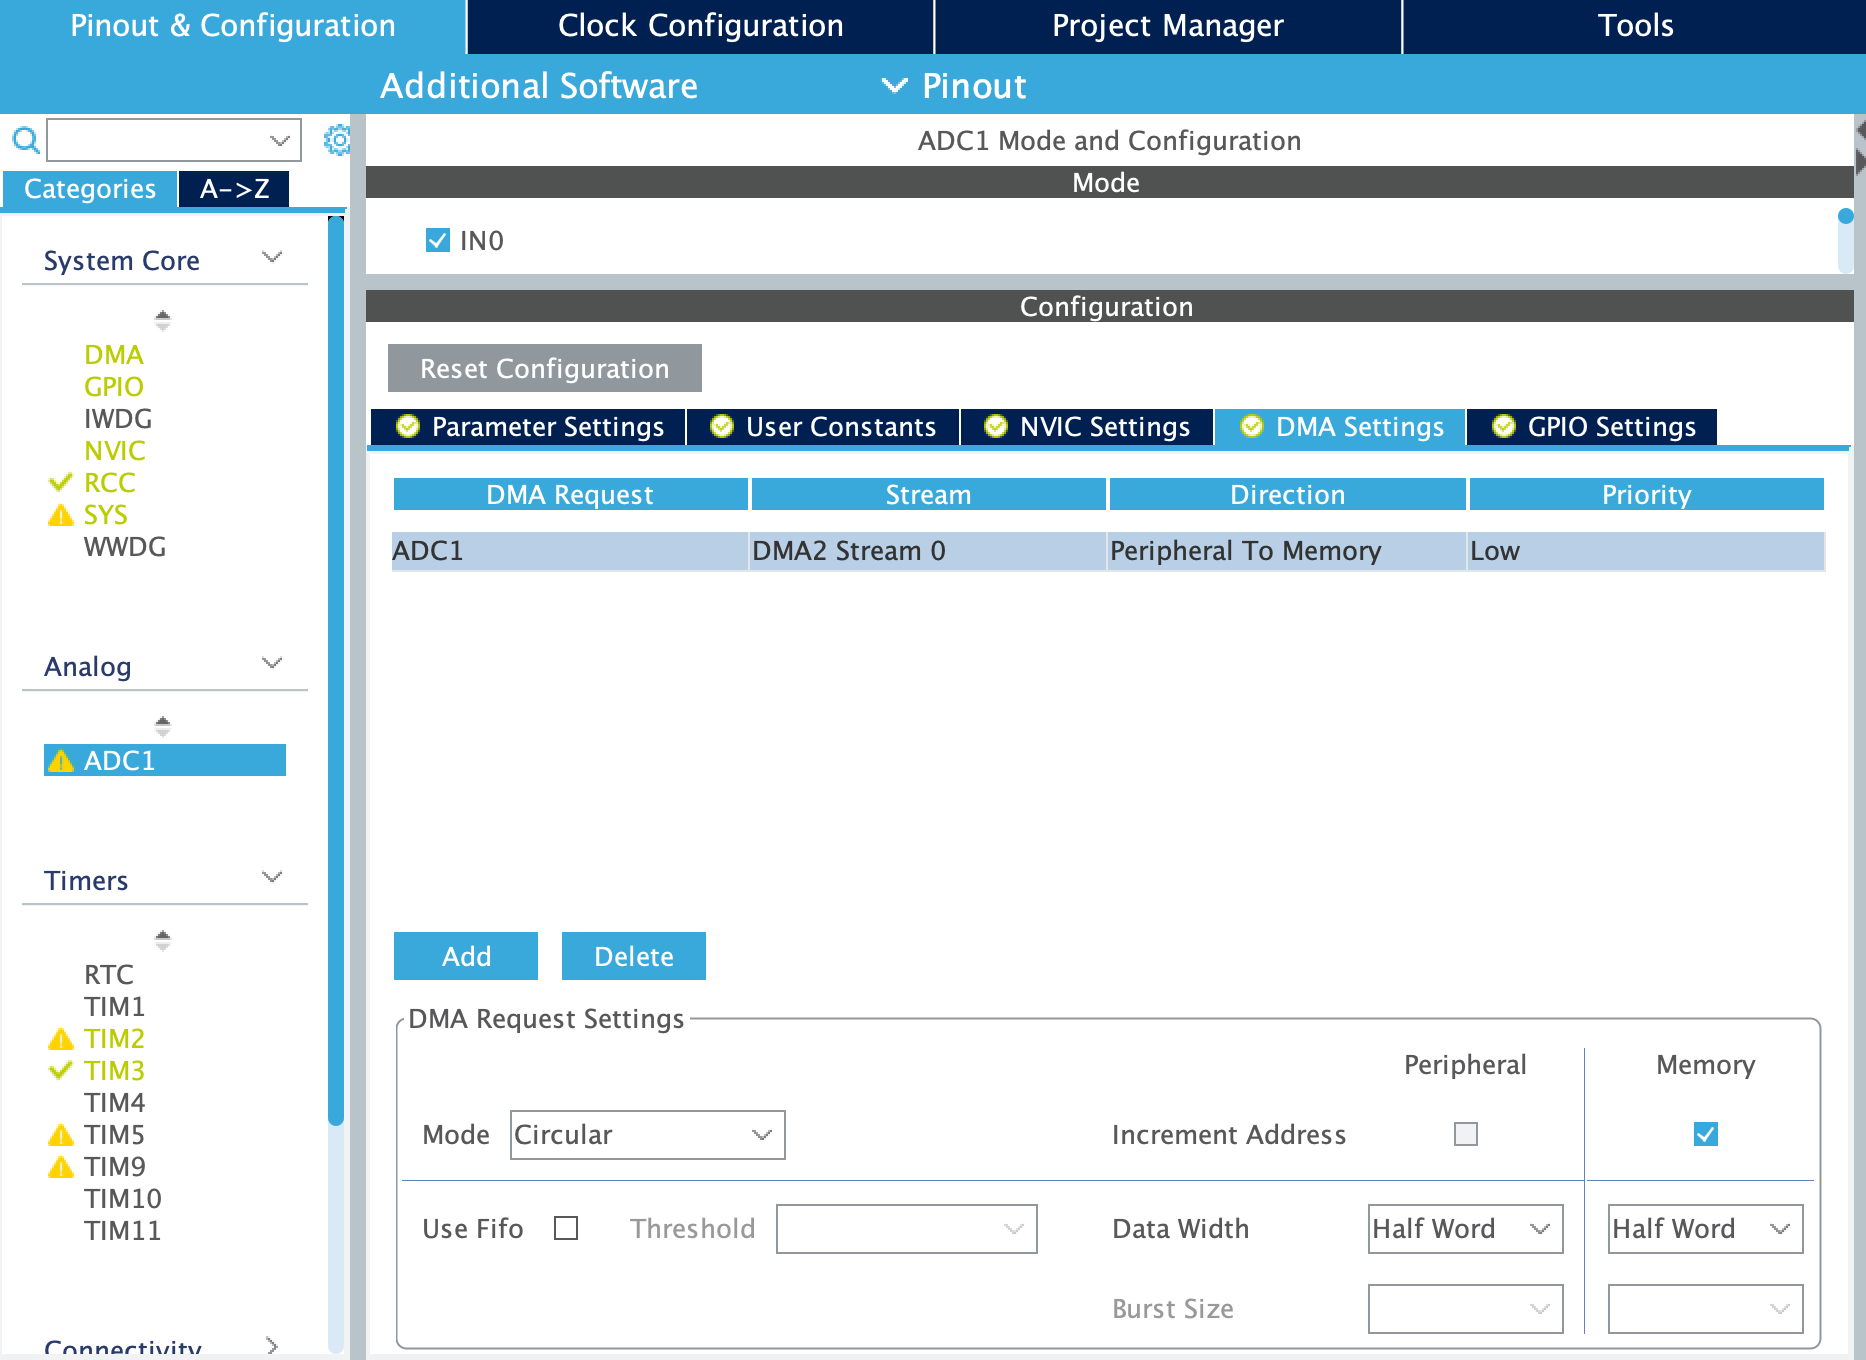 Pinout & Configuration
Clock Configuration
Project Manager
Tools
Additional Software
Pinout
Categories
A->Z
System Core
DMA
GPIO
IWDG
NVIC
RCC
SYS
WWDG
Analog
ADC1
Timers
RTC
TIM1
TIM2
TIM3
TIM4
TIM5
TIM9
TIM10
TIM11
Connectivity
ADC1 Mode and Configuration
Mode
IN0
Configuration
Reset Configuration
Parameter Settings
User Constants
NVIC Settings
DMA Settings
GPIO Settings
DMA Request Stream Direction Priority
ADC1 DMA2 Stream 0 Peripheral To Memory Low
Add
Delete
DMA Request Settings
Peripheral Memory
Mode Circular Increment Address
Use Fifo Threshold Data Width Half Word Half Word
Burst Size